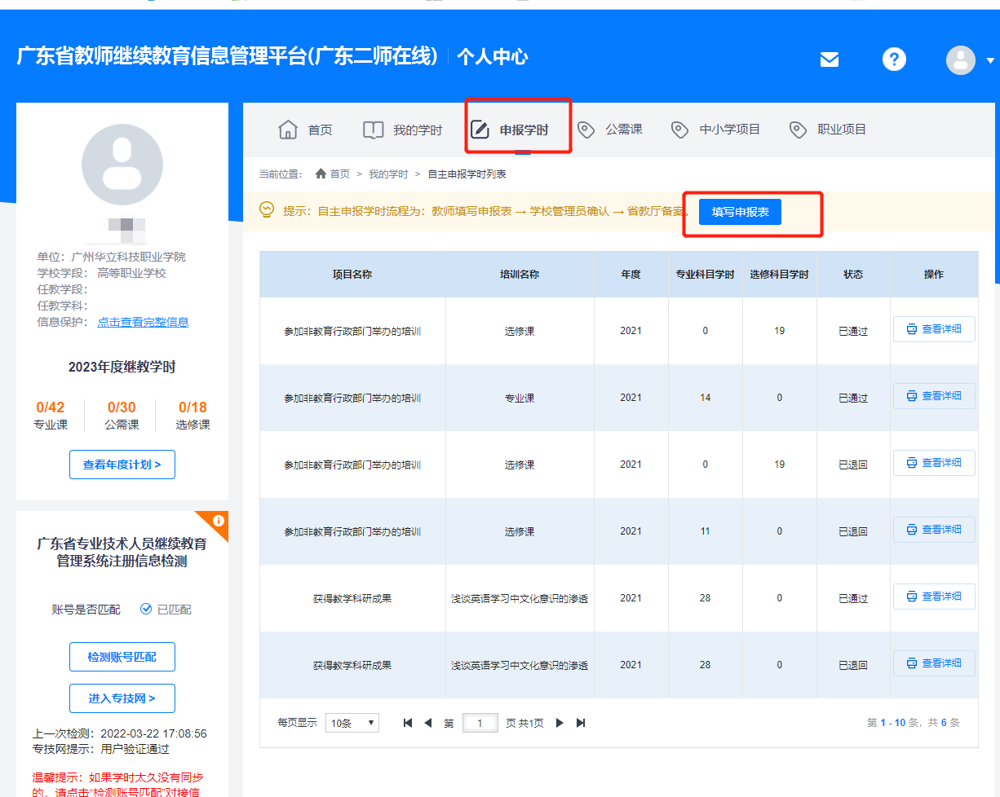 广东省教师继续教育信息管理平台(广东二师在线) 个人中心
首页 我的学时 申报学时 公需课 中小学项目 职业项目
当前位置： 首页 > 我的学时 > 自主申报学时列表
提示：自主申报学时流程为：教师填写申报表 → 学校管理员确认 → 省教厅备案。 填写申报表
单位：广州华立科技职业学院
学校学段： 高等职业学校
任教学段：
任教学科：
信息保护： 点击查看完整信息
2023年度继教学时
0/42 0/30 0/18
专业课 公需课 选修课
查看年度计划 >
广东省专业技术人员继续教育
管理系统注册信息检测
账号是否匹配 已匹配
检测账号匹配
进入专技网 >
上一次检测：2022-03-22 17:08:56
专技网提示：用户验证通过
温馨提示：如果学时太久没有同步
的，请点击“检测账号匹配”对接信
项目名称 培训名称 年度 专业科目学时 选修科目学时 状态 操作
参加非教育行政部门举办的培训 选修课 2021 0 19 已通过 查看详细
参加非教育行政部门举办的培训 专业课 2021 14 0 已通过 查看详细
参加非教育行政部门举办的培训 选修课 2021 0 19 已退回 查看详细
参加非教育行政部门举办的培训 选修课 2021 11 0 已退回 查看详细
获得教学科研成果 浅谈英语学习中文化意识的渗透 2021 28 0 已通过 查看详细
获得教学科研成果 浅谈英语学习中文化意识的渗透 2021 28 0 已退回 查看详细
每页显示 10条 第 1 页 共1页 第 1 - 10 条，共 6 条